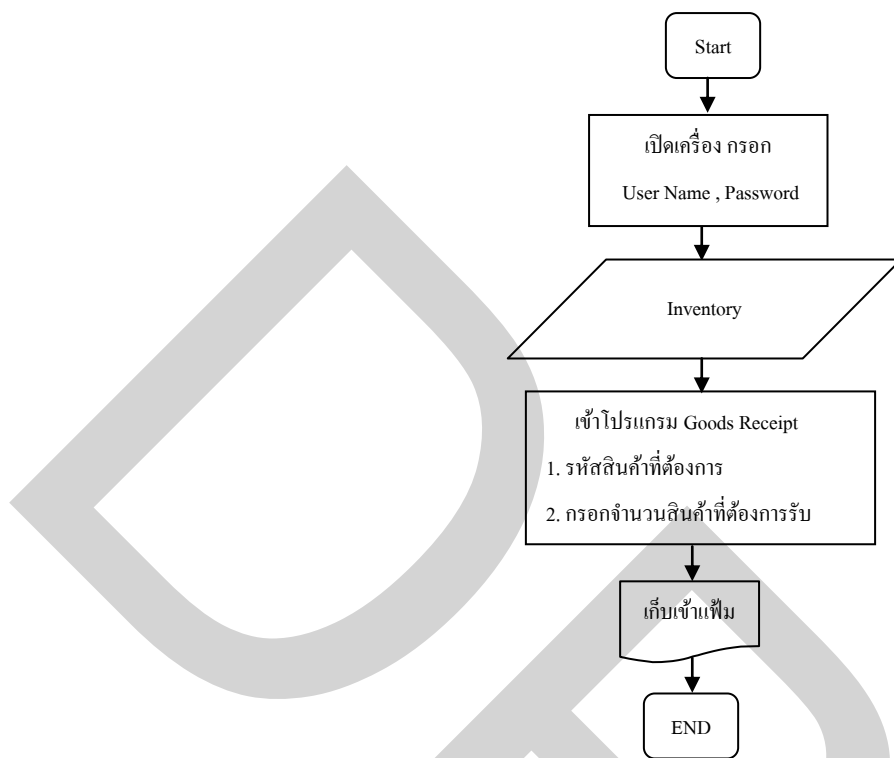 Start
เปิดเครื่อง กรอก
User Name , Password
Inventory
เข้าโปรแกรม Goods Receipt
1. รหัสสินค้าที่ต้องการ
2. กรอกจำนวนสินค้าที่ต้องการรับ
เก็บเข้าแฟ้ม
END